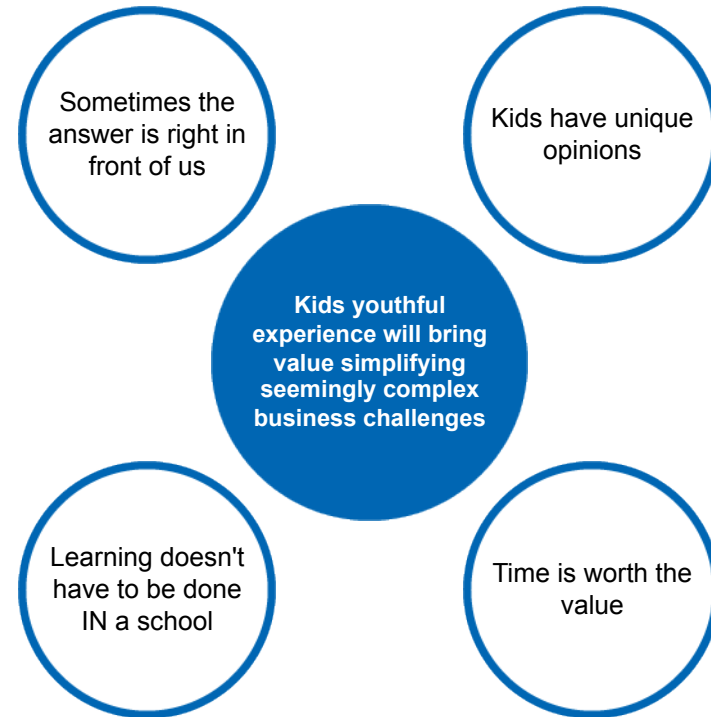 Sometimes the
answer is right in
front of us
Kids have unique
opinions
Kids youthful
experience will bring
value simplifying
seemingly complex
business challenges
Learning doesn't
have to be done
IN a school
Time is worth the
value